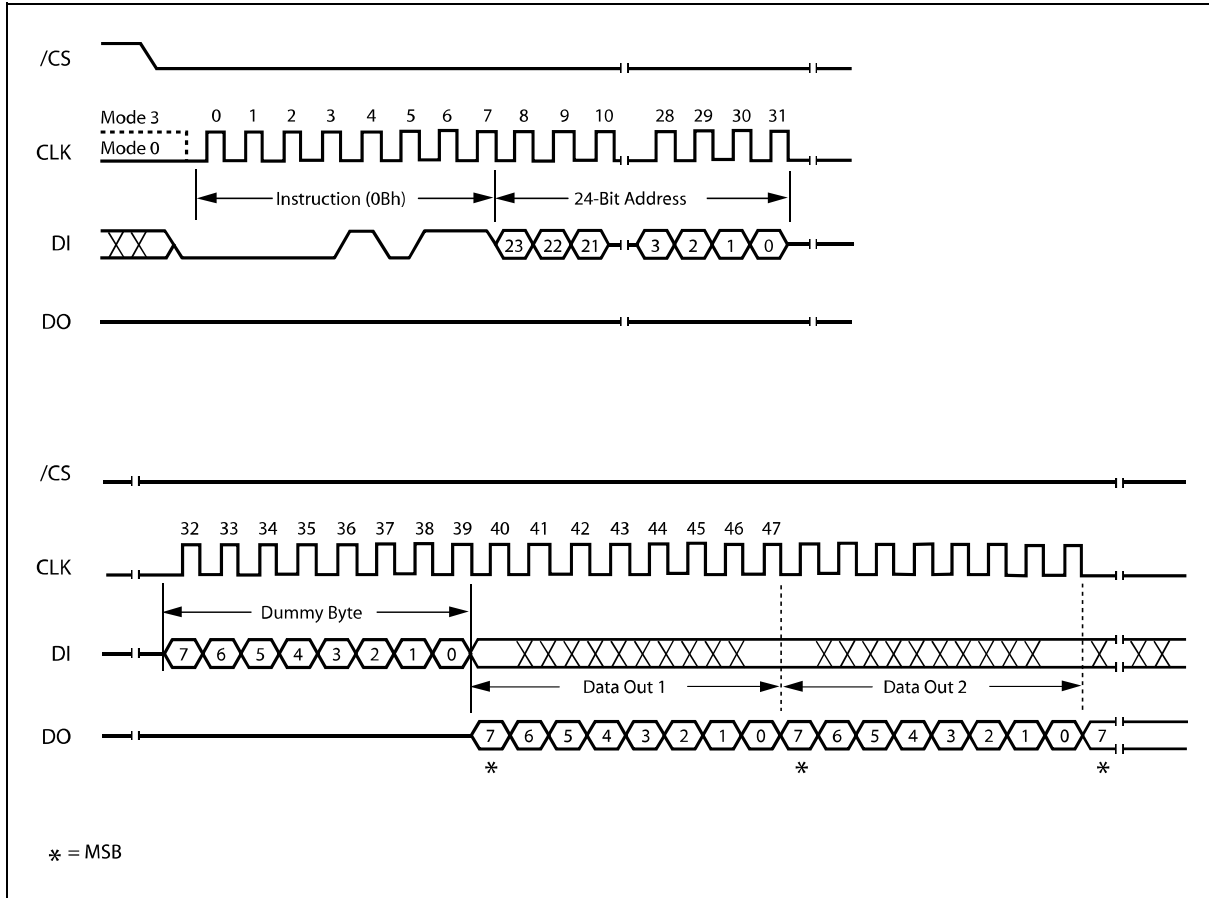 /CS
0 1 2 3 4 5 6 7 8 9 10 28 29 30 31
Mode 3
Mode 0
CLK
Instruction (0Bh) 24-Bit Address
DI 23 22 21 3 2 1 0
DO
/CS
32 33 34 35 36 37 38 39 40 41 42 43 44 45 46 47
CLK
Dummy Byte
DI 7 6 5 4 3 2 1 0
Data Out 1 Data Out 2
DO 7 6 5 4 3 2 1 0 7 6 5 4 3 2 1 0 7
* * *
* = MSB